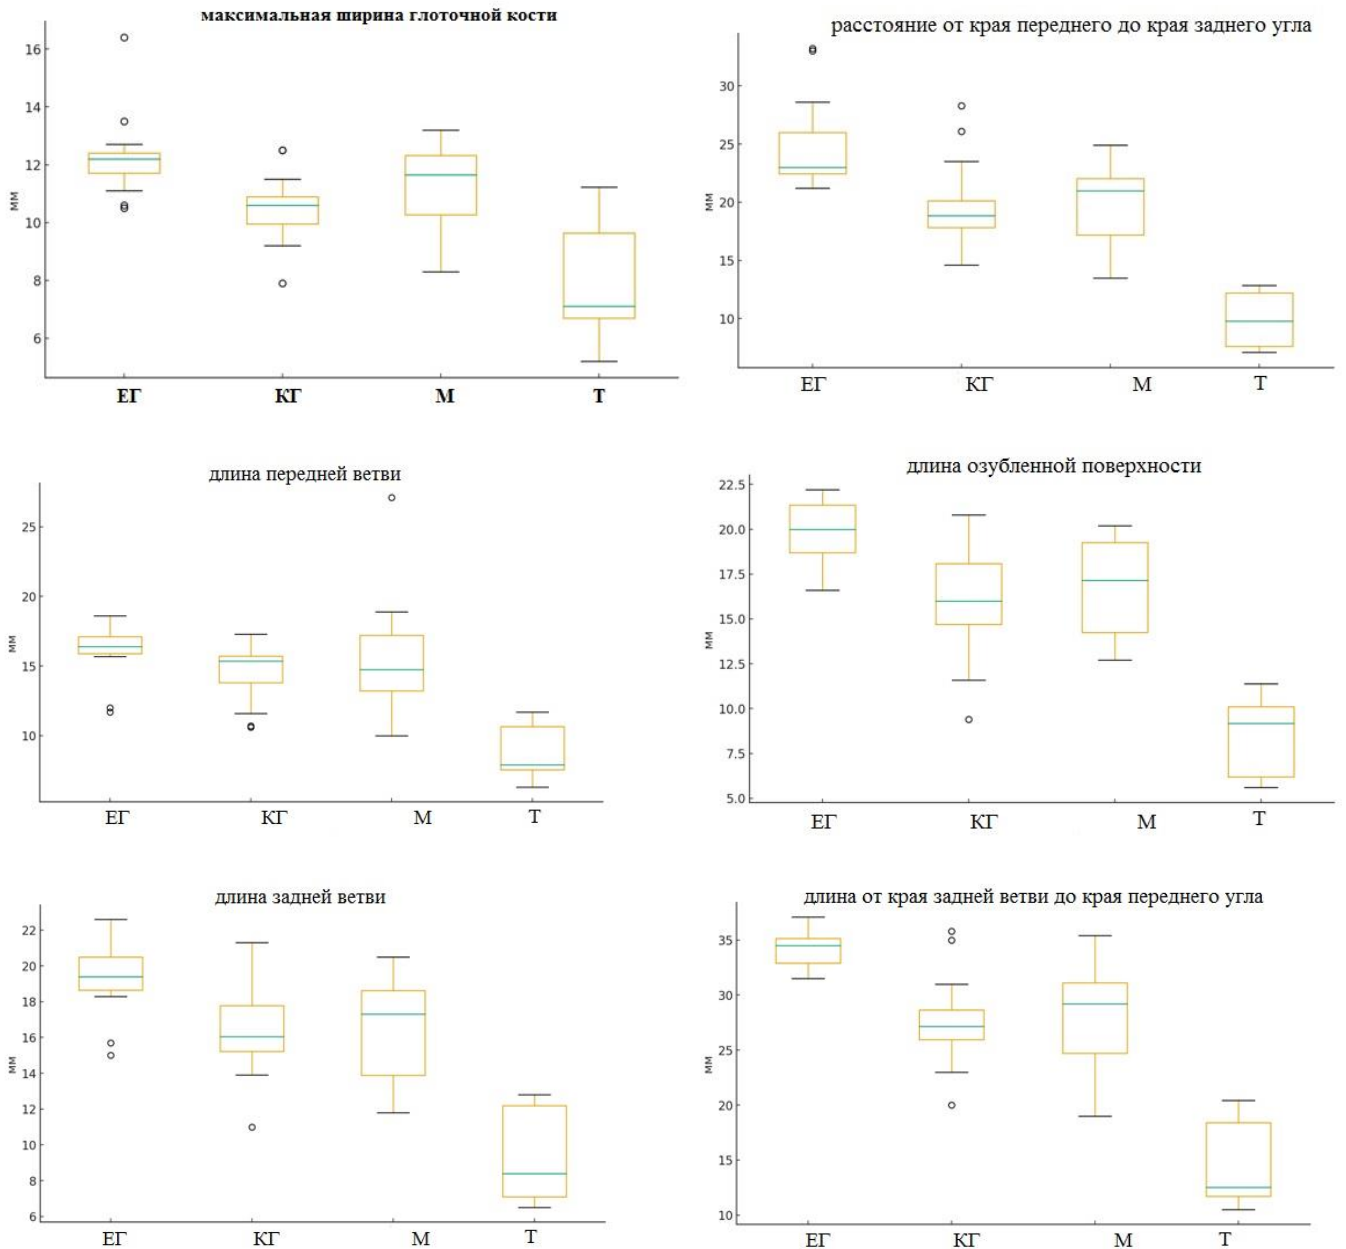 максимальная ширина глоточной кости
16
14
12
10
8
6
мм
ЕГ КГ М Т
расстояние от края переднего до края заднего угла
30
25
20
15
10
мм
ЕГ КГ М Т
длина передней ветви
25
20
15
10
мм
ЕГ КГ М Т
длина озубленной поверхности
22.5
20.0
17.5
15.0
12.5
10.0
7.5
5.0
мм
ЕГ КГ М Т
длина задней ветви
22
20
18
16
14
12
10
8
6
мм
ЕГ КГ М Т
длина от края задней ветви до края переднего угла
35
30
25
20
15
10
мм
ЕГ КГ М Т